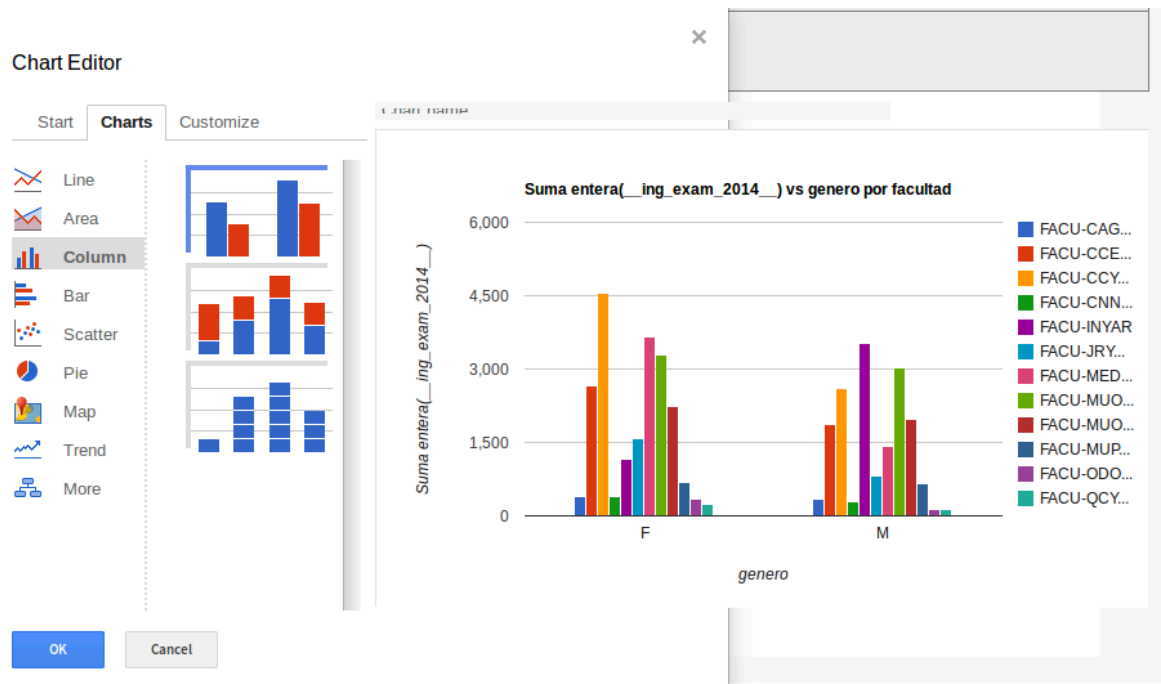 ×
Chart Editor
Start Charts Customize
Chart name
Line
Area
Column
Bar
Scatter
Pie
Map
Trend
More
OK
Cancel
Suma entera(__ing_exam_2014__) vs genero por facultad
Suma entera(__ing_exam_2014__)
6,000
4,500
3,000
1,500
0
F
M
genero
FACU-CAG...
FACU-CCE...
FACU-CCY...
FACU-CNN...
FACU-INYAR
FACU-JRY...
FACU-MED...
FACU-MUO...
FACU-MUO...
FACU-MUP...
FACU-ODO...
FACU-QCY...